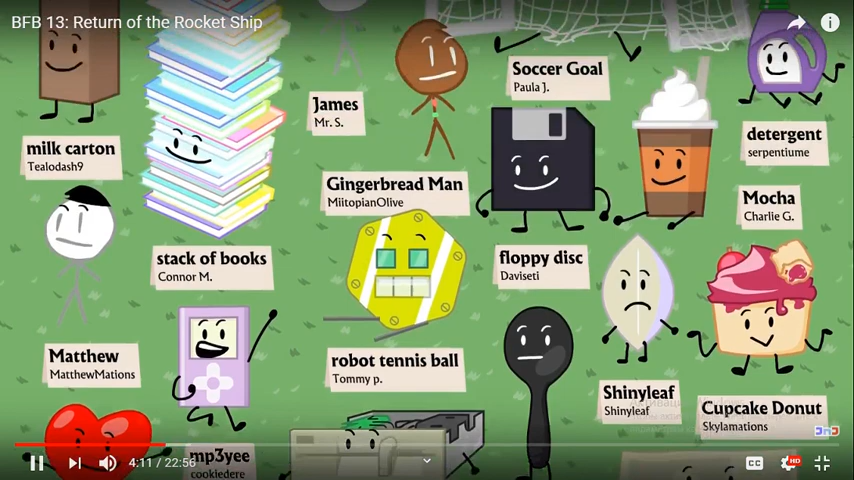 BFB 13: Return of the Rocket Ship
Soccer Goal
Paula J.
James
Mr. S.
milk carton
Tealodash9
detergent
serpentiume
Gingerbread Man
MiitopianOlive
Mocha
Charlie G.
stack of books
Connor M.
floppy disc
Daviseti
Matthew
MatthewMations
robot tennis ball
Tommy p.
Shinyleaf
Shinyleaf
Cupcake Donut
Skylamations
mp3yee
cookiedere
4:11 / 22:56
CC
HD